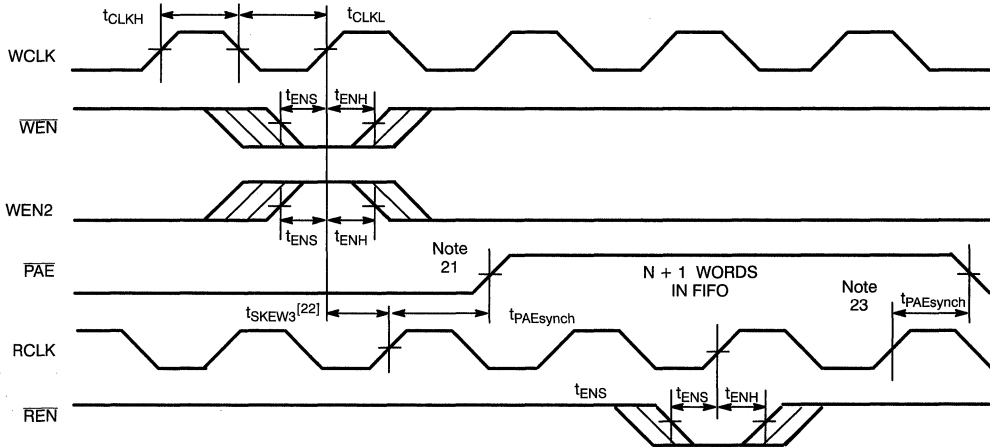 tCLKH tCLKL
WCLK
tENS tENH
WEN
WEN2
tENS tENH
PAE
Note
21
N + 1 WORDS
IN FIFO
Note
23
tPAEsynch
tSKEW3[22]
tPAEsynch
RCLK
tENS tENS tENH
REN